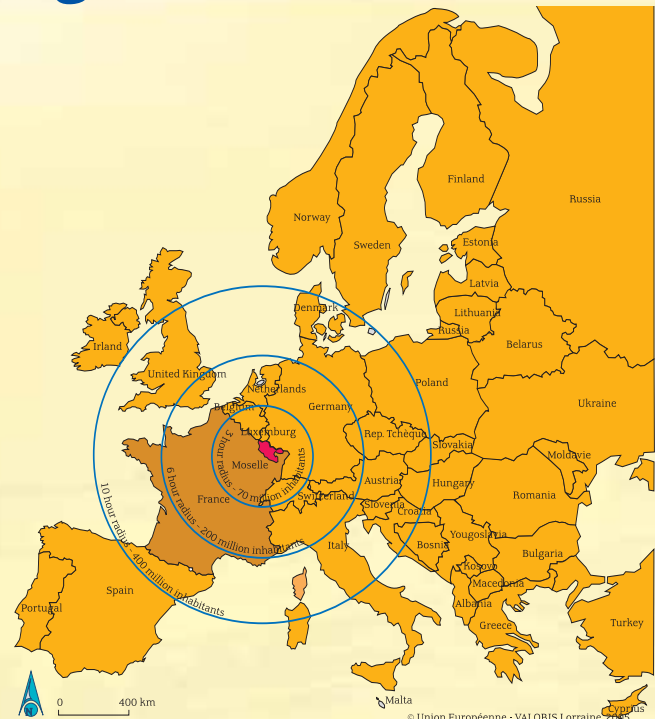 Finland
Russia
Norway
Sweden
Estonia
Latvia
Denmark
Lithuania
Russia
Irland
Belarus
United Kingdom
Netherlands
Poland
Belgium
Germany
Ukraine
Luxemburg
Rep. Tchèque
Slovakia
Moldavie
3 hour radius - 70 million inhabitants
Moselle
6 hour radius - 200 million inhabitants
10 hour radius - 400 million inhabitants
France
Switzerland
Austria
Hungary
Romania
Slovenia
Croatia
Italy
Bosnia
Yougoslavia
Bulgaria
Kosovo
Macedonia
Spain
Portugal
Albania
Greece
Turkey
N
0 400 km
Malta
Cyprus
© Union Européenne - VALORIS Lorraine, 2005